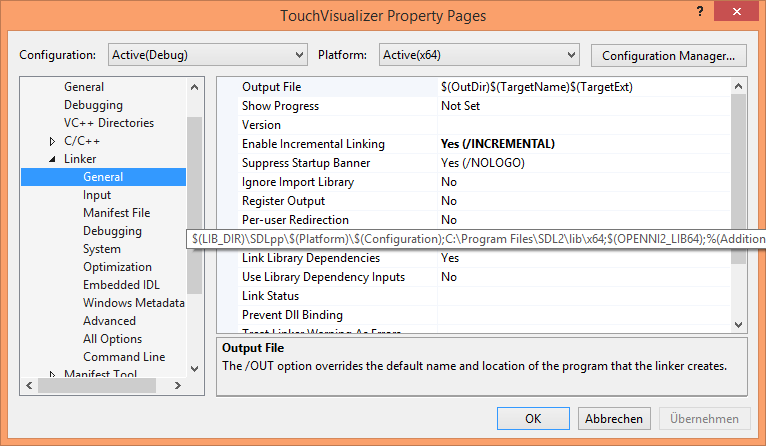 TouchVisualizer Property Pages
?
Configuration: Active(Debug) Platform: Active(x64) Configuration Manager...
General
Debugging
VC++ Directories
C/C++
Linker
General
Input
Manifest File
Debugging
System
Optimization
Embedded IDL
Windows Metadata
Advanced
All Options
Command Line
Manifest Tool
Output File $(OutDir)$(TargetName)$(TargetExt)
Show Progress Not Set
Version
Enable Incremental Linking Yes (/INCREMENTAL)
Suppress Startup Banner Yes (/NOLOGO)
Ignore Import Library No
Register Output No
Per-user Redirection No
$(LIB_DIR)\SDLpp\$(Platform)\$(Configuration);C:\Program Files\SDL2\lib\x64;$(OPENNI2_LIB64);%(Addition
Link Library Dependencies Yes
Use Library Dependency Inputs No
Link Status
Prevent Dll Binding
Treat Linker Warning As Errors
Output File
The /OUT option overrides the default name and location of the program that the linker creates.
OK Abbrechen Übernehmen